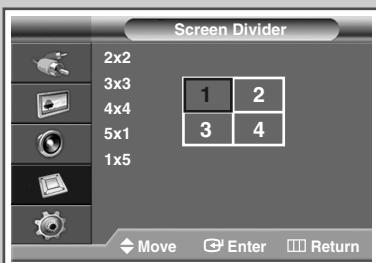 Screen Divider
2x2
3x3
4x4
5x1
1x5
1 2
3 4
Move Enter Return